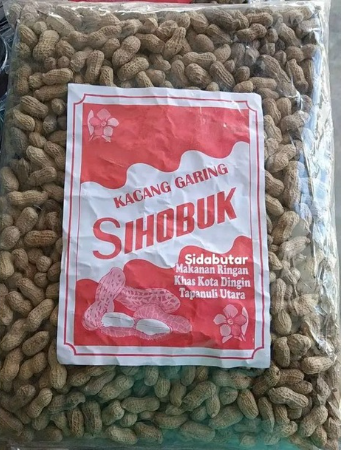 KACANG GARING
SIHOBUK
Sidabutar
Makanan Ringan
Khas Kota Dingin
Tapanuli Utara